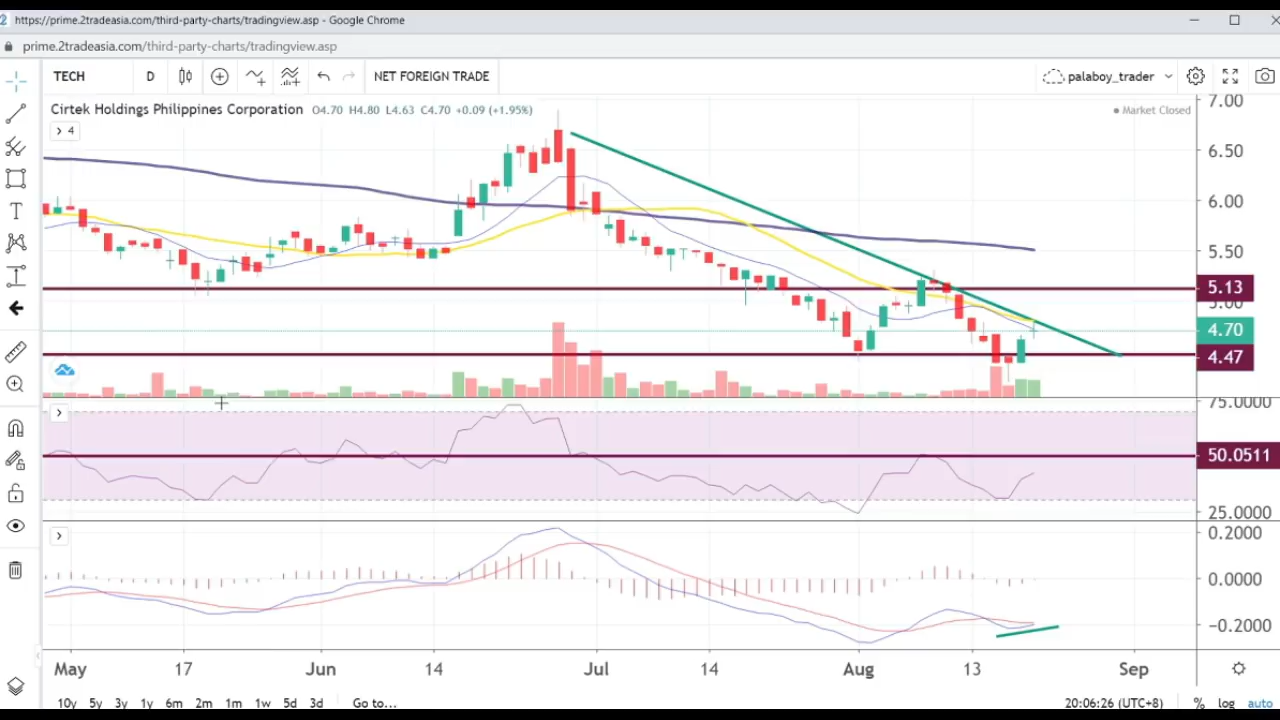 https://prime.2tradeasia.com/third-party-charts/tradingview.asp - Google Chrome
prime.2tradeasia.com/third-party-charts/tradingview.asp
TECH D NET FOREIGN TRADE palaboy_trader
Cirtek Holdings Philippines Corporation O4.70 H4.80 L4.63 C4.70 +0.09 (+1.95%) Market Closed
4
7.00
6.50
6.00
5.50
5.13
5.00
4.70
4.47
75.0000
50.0511
25.0000
0.2000
0.0000
−0.2000
May 17 Jun 14 Jul 14 Aug 13 Sep
10y 5y 3y 1y 6m 2m 1m 1w 5d 3d Go to... 20:06:26 (UTC+8) % log auto